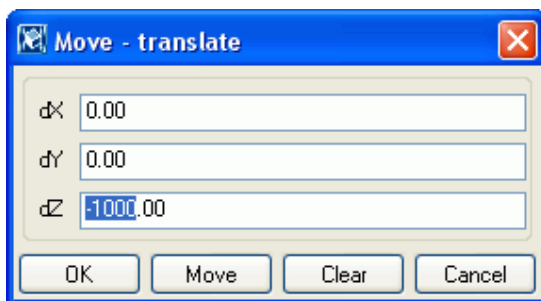 Move - translate
dX 0.00
dY 0.00
dZ -1000.00
OK Move Clear Cancel